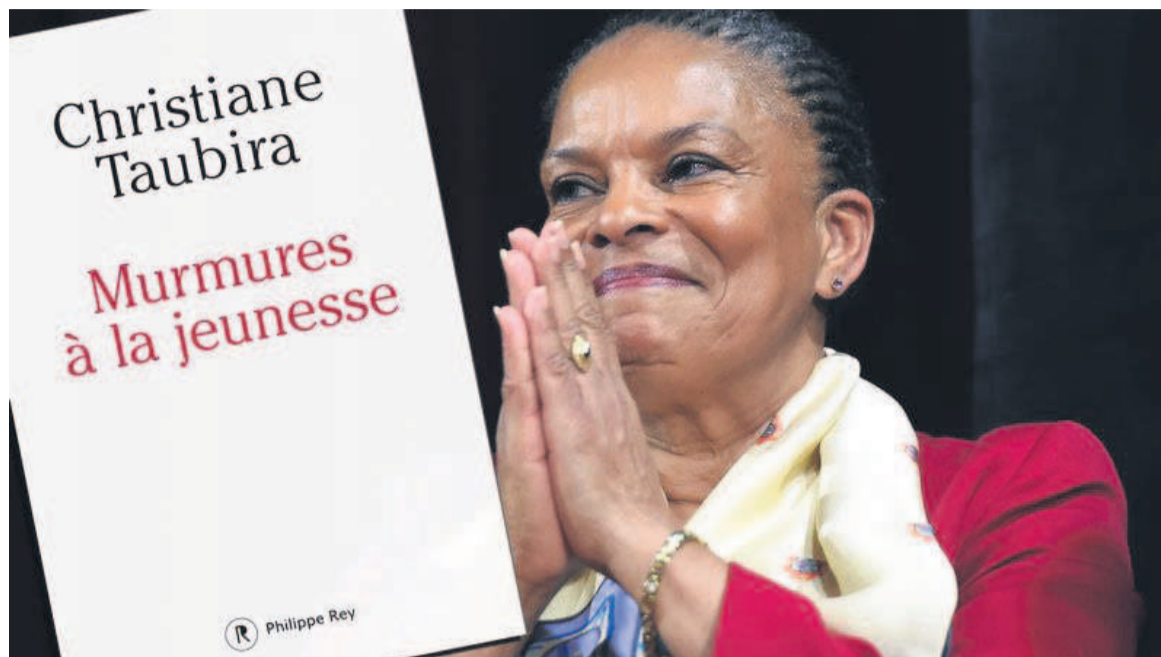 Christiane
Taubira
Murmures
à la jeunesse
R Philippe Rey